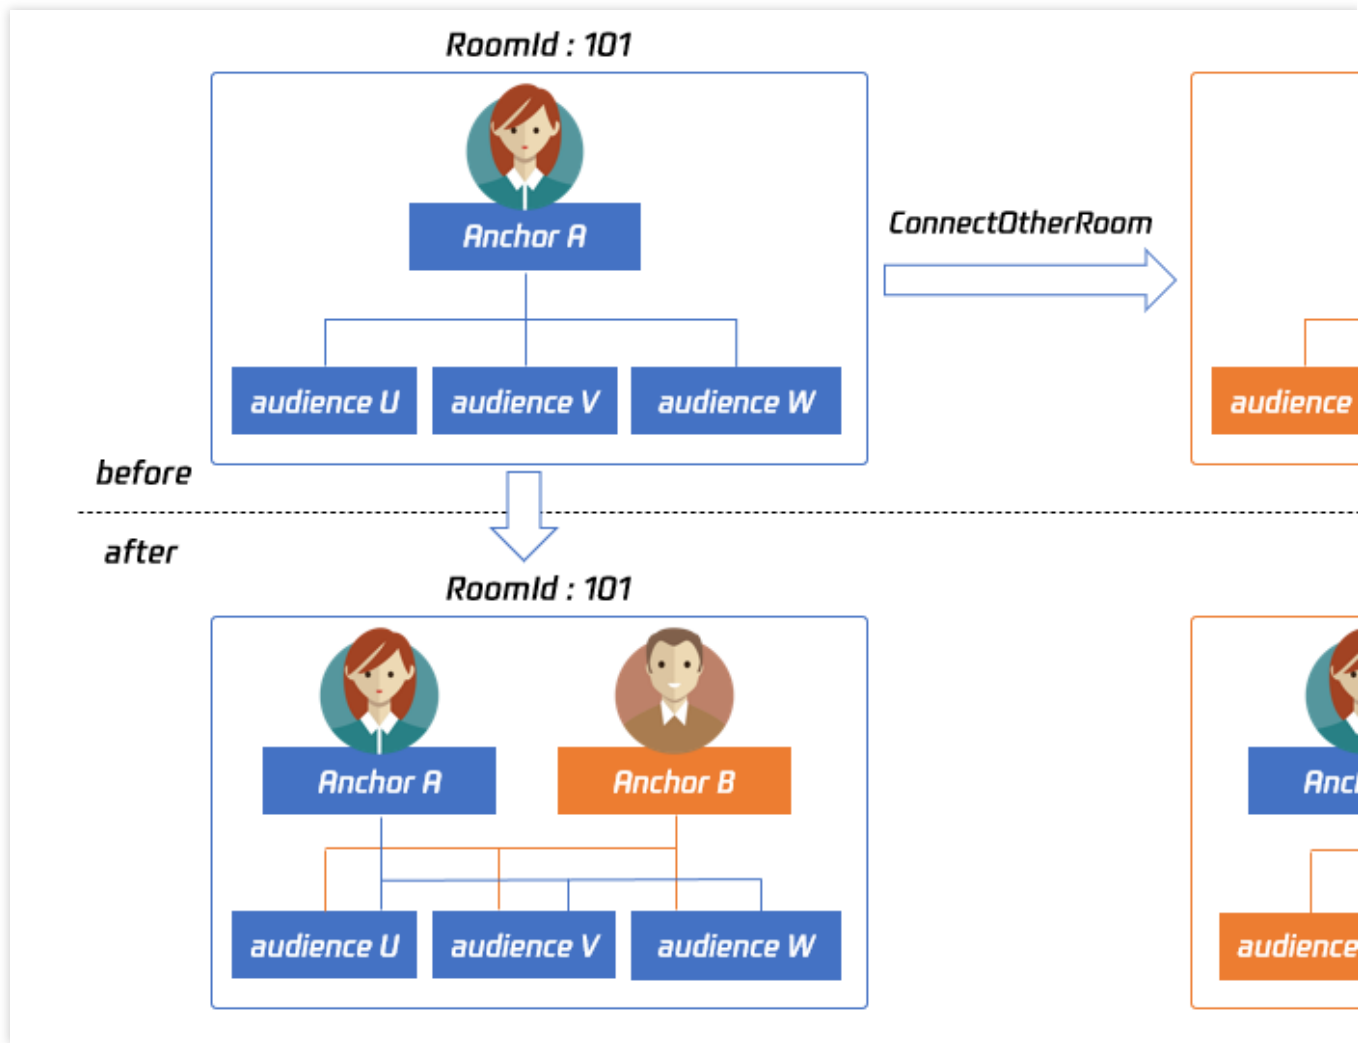 RoomId : 101
Anchor A
ConnectOtherRoom
audience U
audience V
audience W
audience
before
after
RoomId : 101
Anchor A
Anchor B
audience U
audience V
audience W
audience